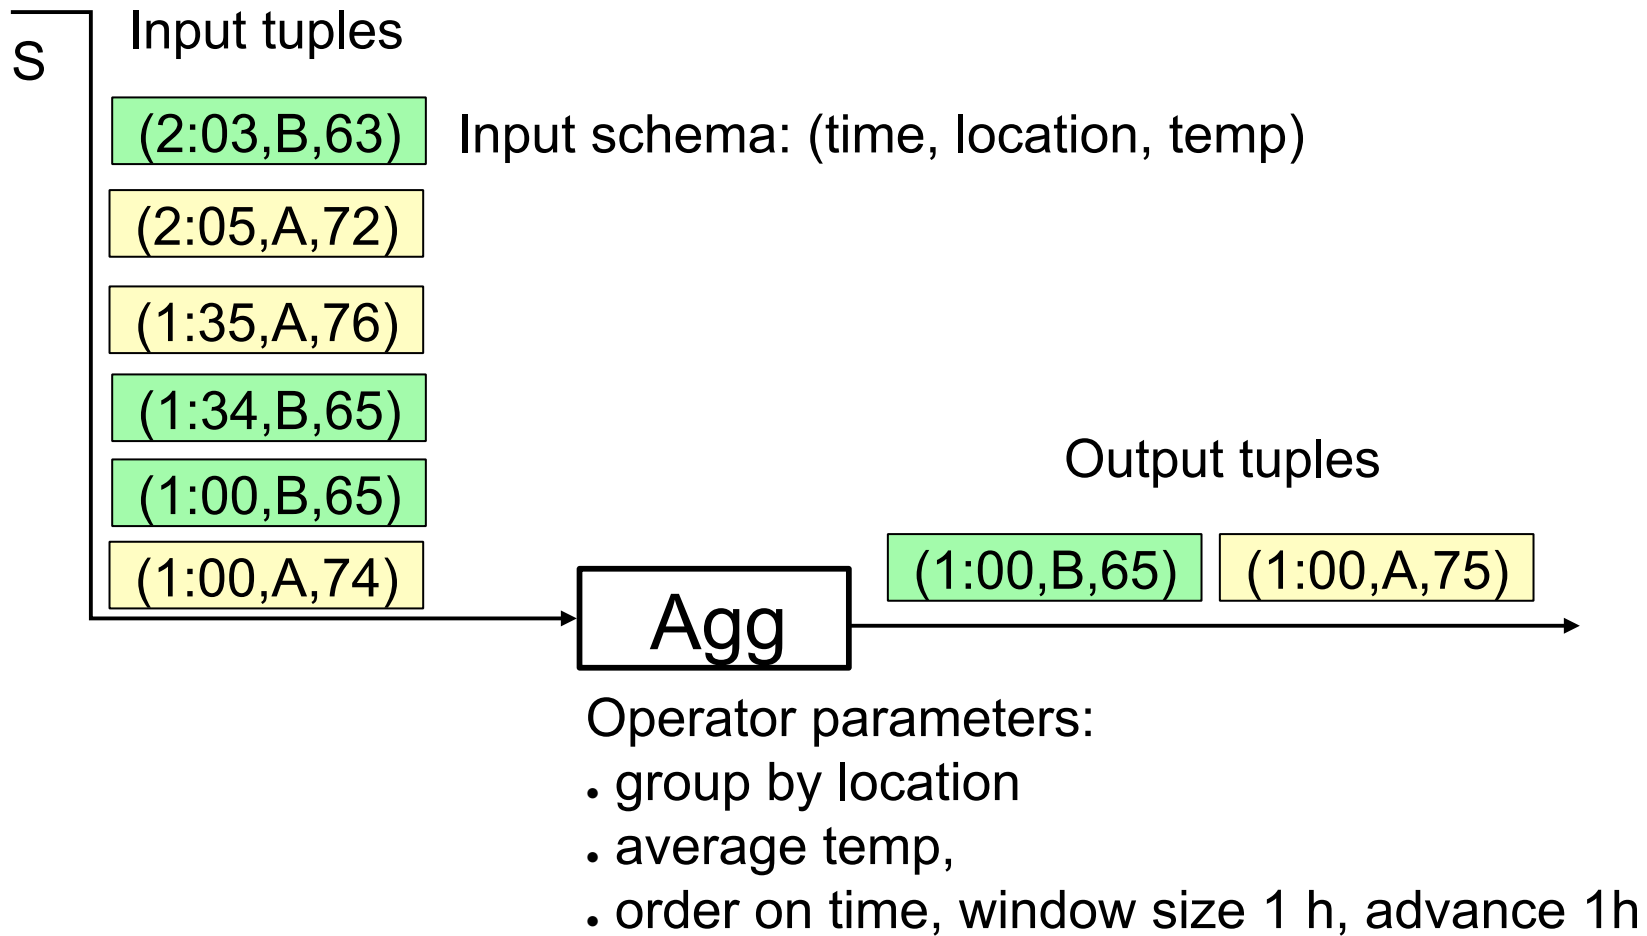 Input tuples
S
(2:03,B,63)
Input schema: (time, location, temp)
(2:05,A,72)
(1:35,A,76)
(1:34,B,65)
(1:00,B,65)
(1:00,A,74)
Output tuples
(1:00,B,65)
(1:00,A,75)
Agg
Operator parameters:
• group by location
• average temp,
• order on time, window size 1 h, advance 1h